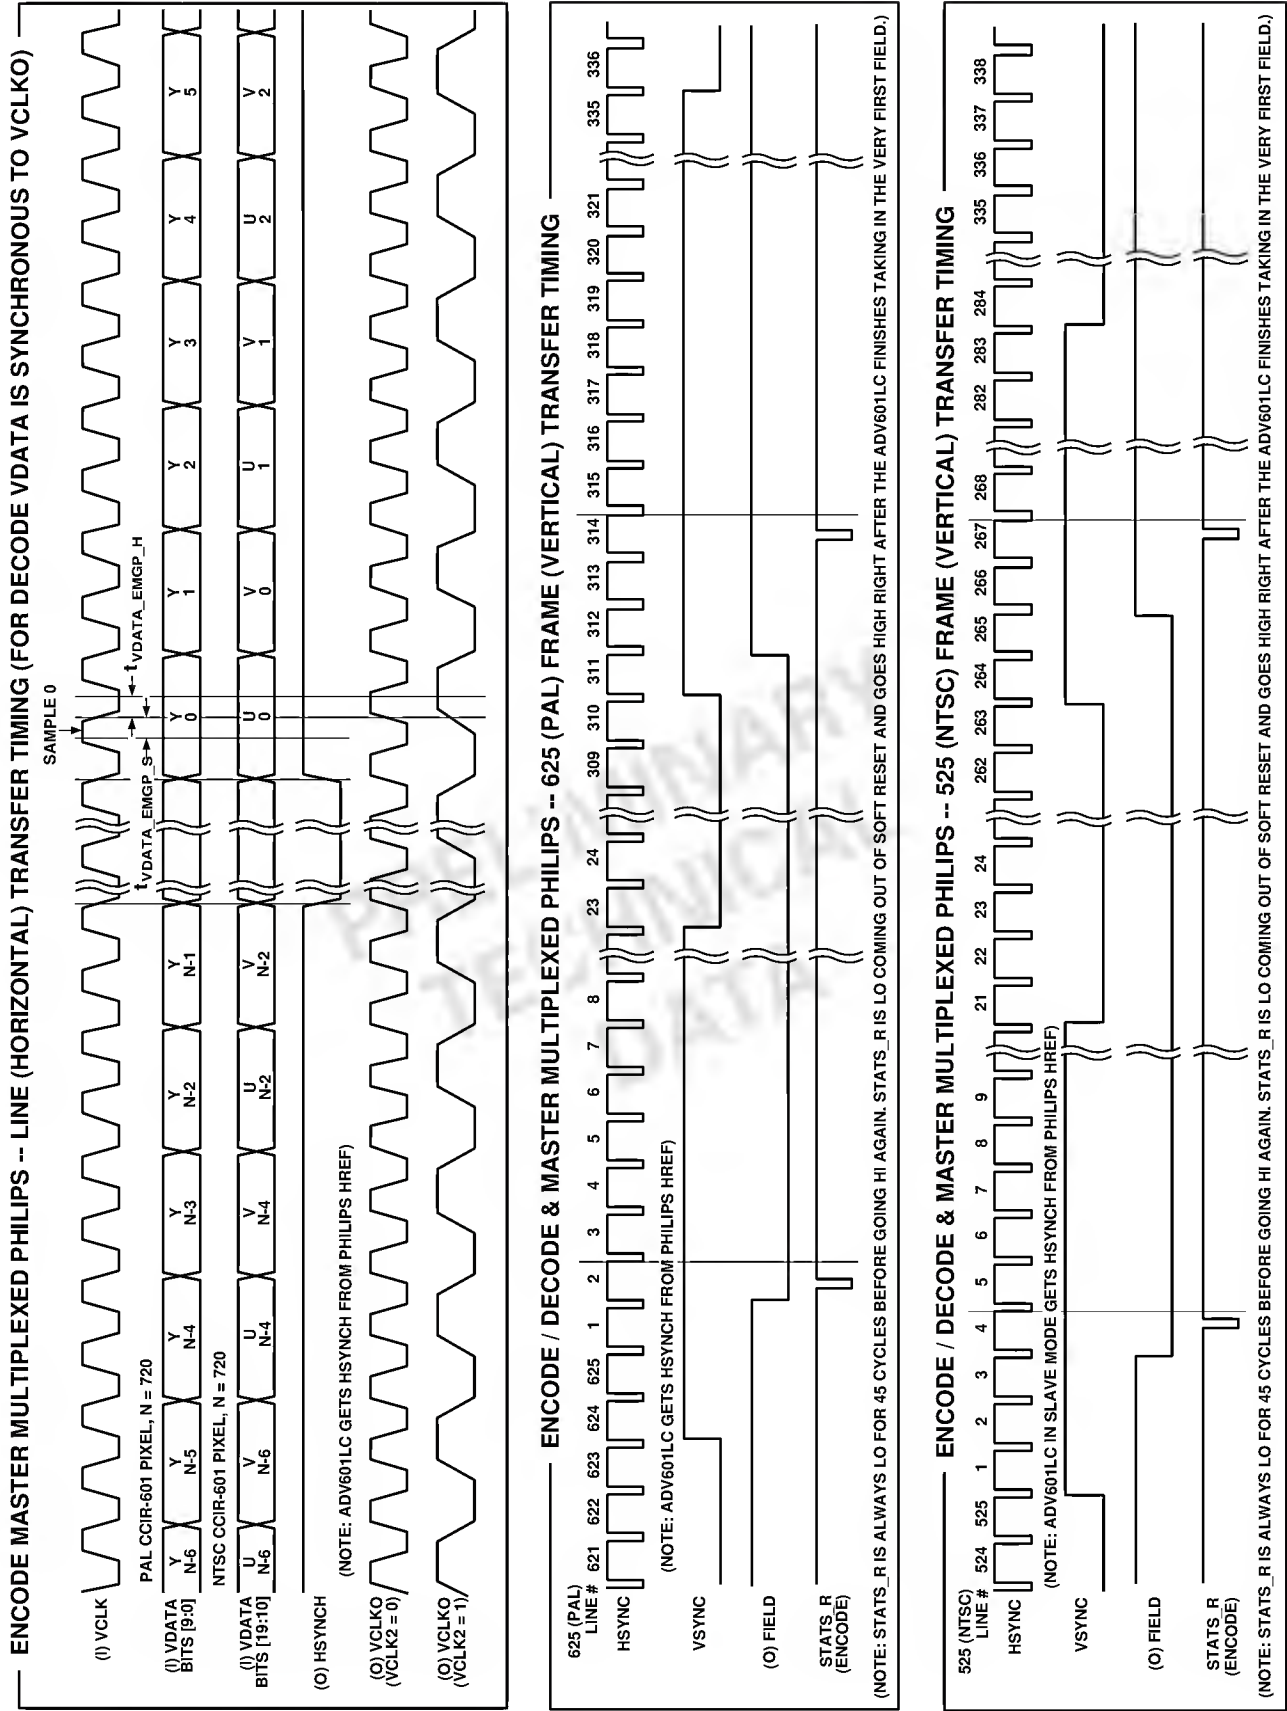 ENCODE MASTER MULTIPLEXED PHILIPS -- LINE (HORIZONTAL) TRANSFER TIMING (FOR DECODE VDATA IS SYNCHRONOUS TO VCLKO)
SAMPLE 0
(I) VCLK
tVDATA_EMGP_S
tVDATA_EMGP_H
PAL CCIR-601 PIXEL, N = 720
(I) VDATA
BITS [9:0]
Y N-6 Y N-5 Y N-4 Y N-3 Y N-2 Y N-1 Y 0 Y 1 Y 2 Y 3 Y 4 Y 5
NTSC CCIR-601 PIXEL, N = 720
(I) VDATA
BITS [19:10]
U N-6 V N-6 U N-4 V N-4 U N-2 V N-2 U 0 V 0 U 1 V 1 U 2 V 2
(O) HSYNCH
(NOTE: ADV601LC GETS HSYNCH FROM PHILIPS HREF)
(O) VCLKO
(VCLK2 = 0)
(O) VCLKO
(VCLK2 = 1)
ENCODE / DECODE & MASTER MULTIPLEXED PHILIPS -- 625 (PAL) FRAME (VERTICAL) TRANSFER TIMING
625 (PAL)
LINE #
621 622 623 624 625 1 2 3 4 5 6 7 8 23 24 309 310 311 312 313 314 315 316 317 318 319 320 321 335 336
HSYNC
(NOTE: ADV601LC GETS HSYNCH FROM PHILIPS HREF)
VSYNC
(O) FIELD
STATS_R
(ENCODE)
(NOTE: STATS_R IS ALWAYS LO FOR 45 CYCLES BEFORE GOING HI AGAIN. STATS_R IS LO COMING OUT OF SOFT RESET AND GOES HIGH RIGHT AFTER THE ADV601LC FINISHES TAKING IN THE VERY FIRST FIELD.)
ENCODE / DECODE & MASTER MULTIPLEXED PHILIPS -- 525 (NTSC) FRAME (VERTICAL) TRANSFER TIMING
525 (NTSC)
LINE #
524 525 1 2 3 4 5 6 7 8 9 21 22 23 24 262 263 264 265 266 267 268 282 283 284 335 336 337 338
HSYNC
(NOTE: ADV601LC IN SLAVE MODE GETS HSYNCH FROM PHILIPS HREF)
VSYNC
(O) FIELD
STATS_R
(ENCODE)
(NOTE: STATS_R IS ALWAYS LO FOR 45 CYCLES BEFORE GOING HI AGAIN. STATS_R IS LO COMING OUT OF SOFT RESET AND GOES HIGH RIGHT AFTER THE ADV601LC FINISHES TAKING IN THE VERY FIRST FIELD.)
PRELIMINARY
TECHNICAL
DATA